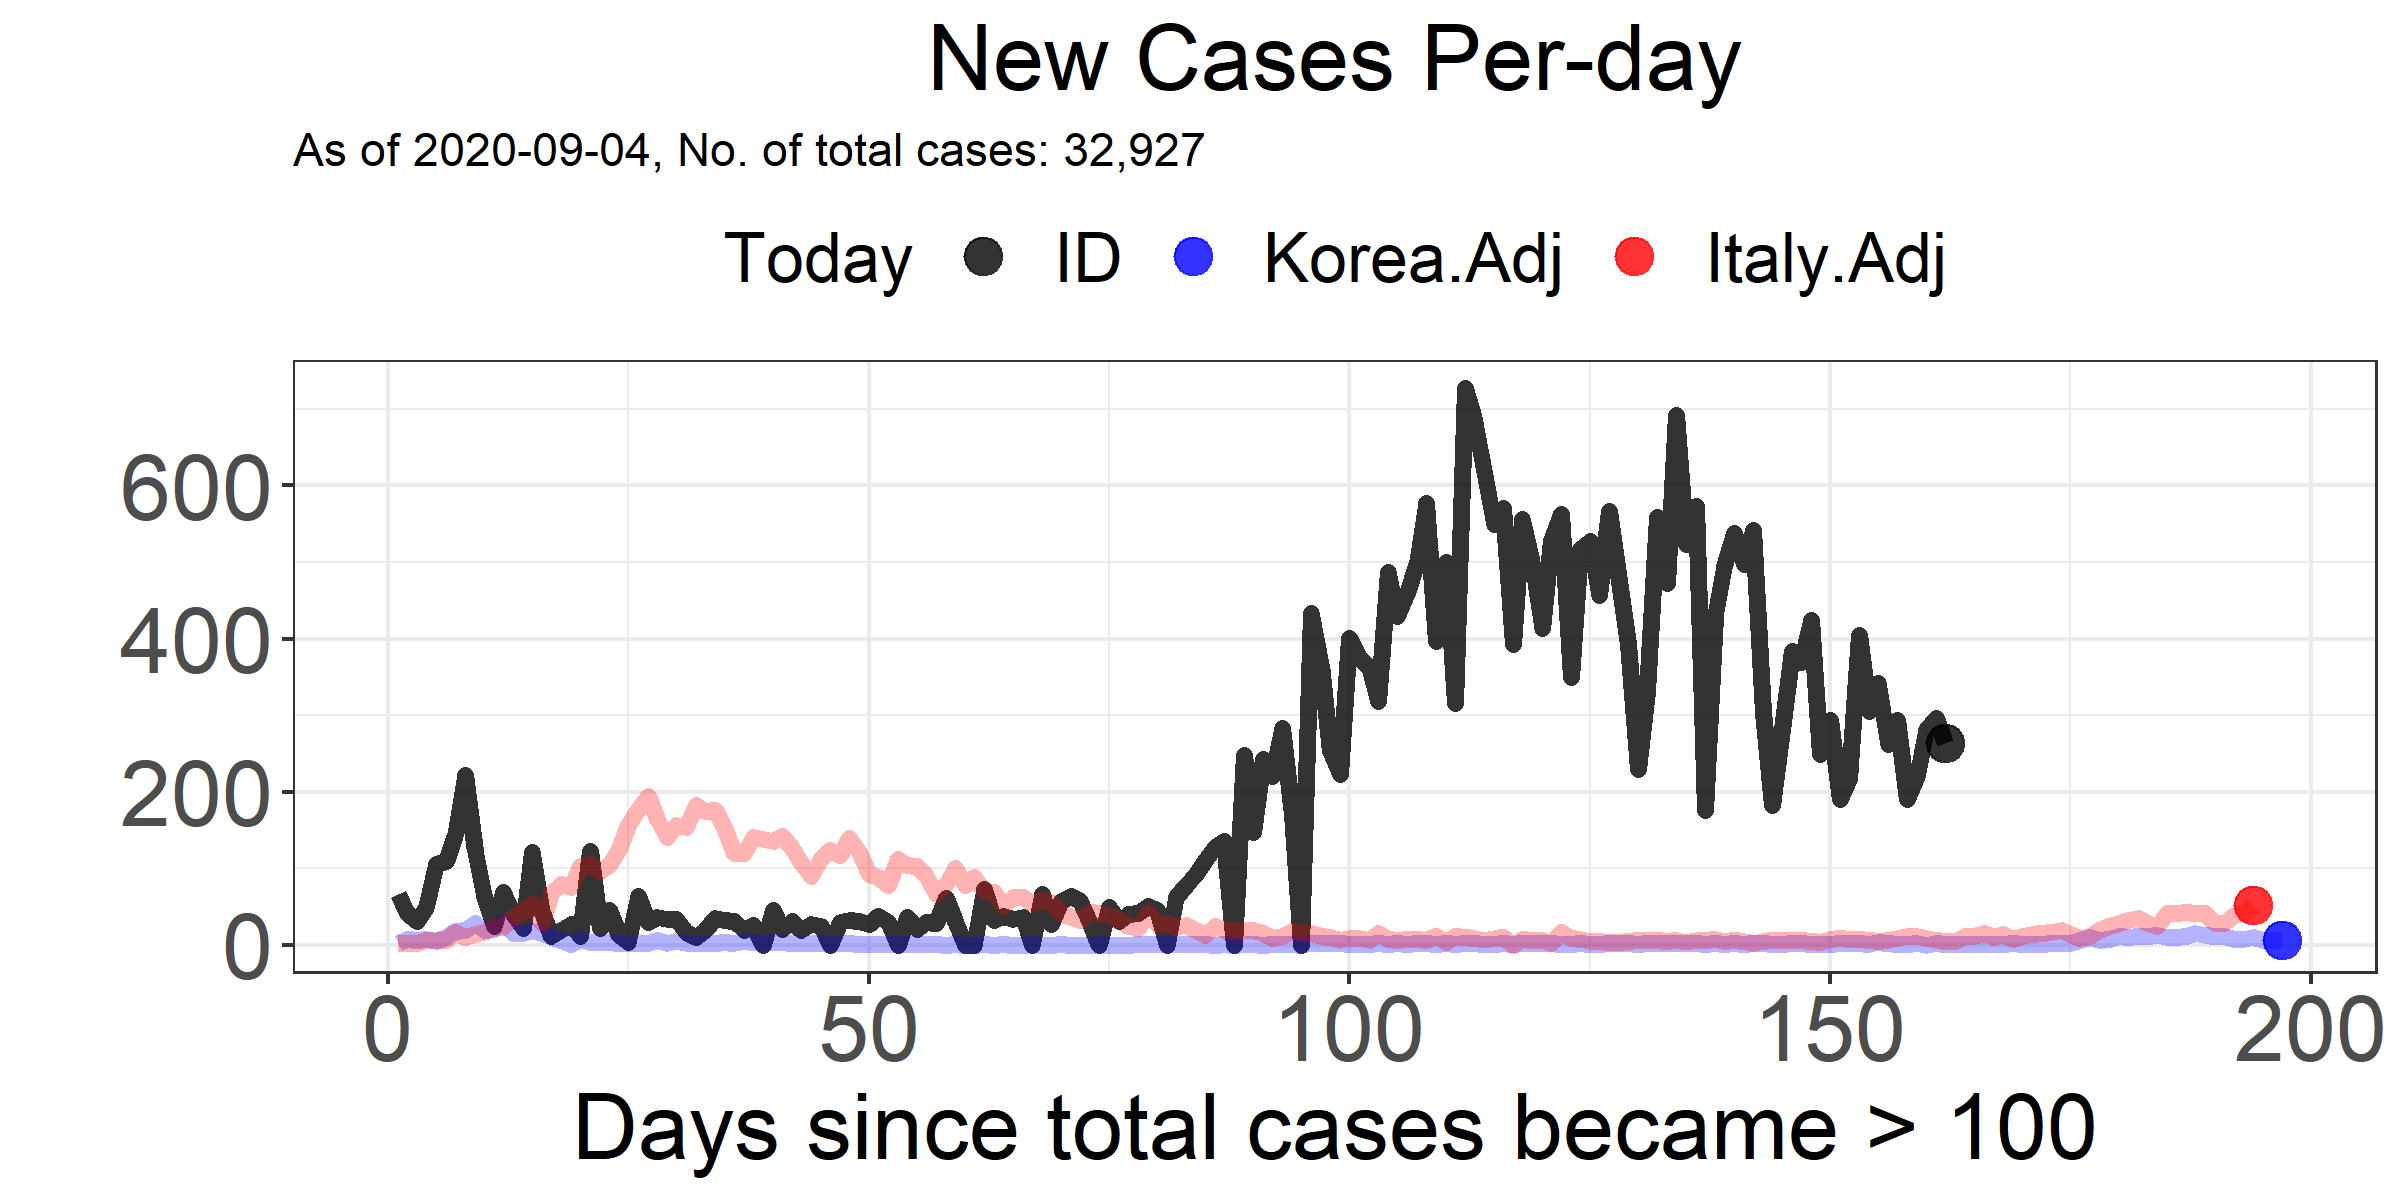 New Cases Per-day
As of 2020-09-04, No. of total cases: 32,927
Today ID Korea.Adj Italy.Adj
600
400
200
0
0 50 100 150 200
Days since total cases became > 100